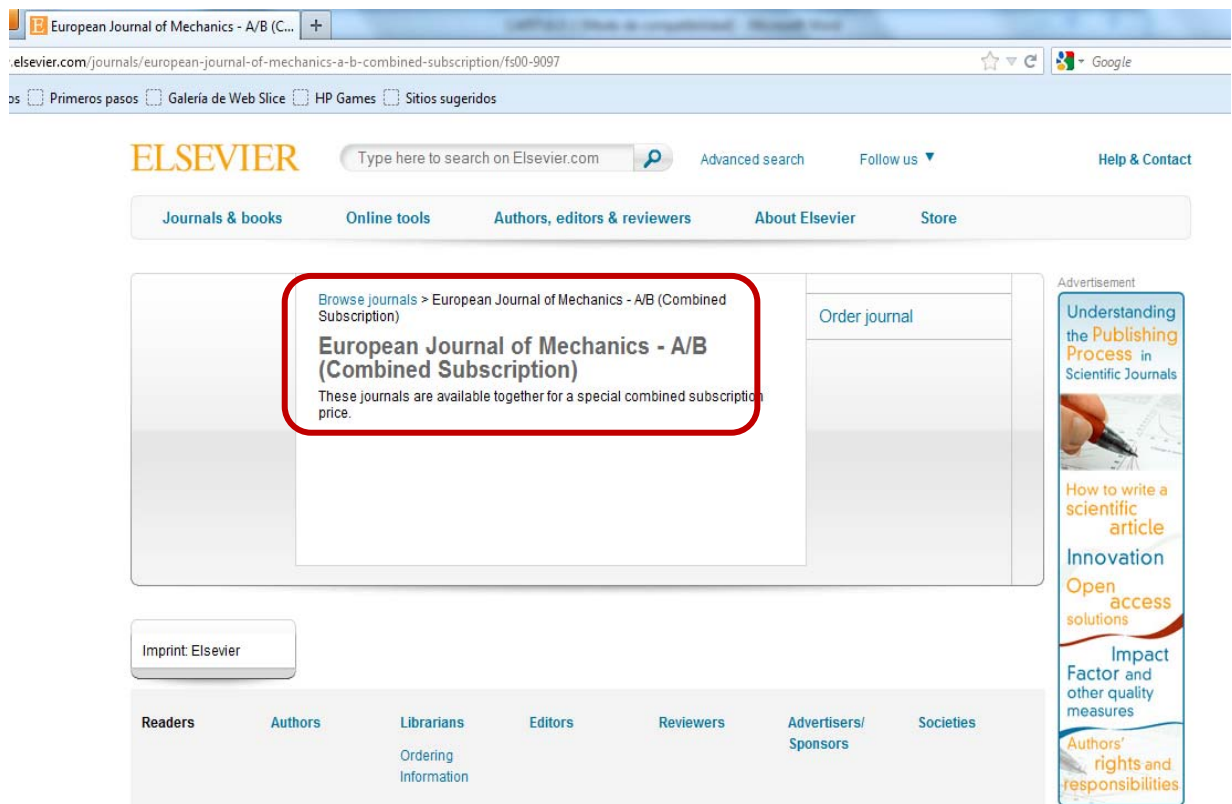 European Journal of Mechanics - A/B (C... +
.elsevier.com/journals/european-journal-of-mechanics-a-b-combined-subscription/fs00-9097 Google
os Primeros pasos Galería de Web Slice HP Games Sitios sugeridos
ELSEVIER Type here to search on Elsevier.com Advanced search Follow us Help & Contact
Journals & books Online tools Authors, editors & reviewers About Elsevier Store
Browse journals > European Journal of Mechanics - A/B (Combined
Subscription)
European Journal of Mechanics - A/B
(Combined Subscription)
These journals are available together for a special combined subscription
price.
Order journal
Advertisement
Understanding
the Publishing
Process in
Scientific Journals
How to write a
scientific
article
Innovation
Open
access
solutions
Impact
Factor and
other quality
measures
Authors'
rights and
responsibilities
Imprint: Elsevier
Readers Authors Librarians Editors Reviewers Advertisers/ Societies
Sponsors
Ordering
Information